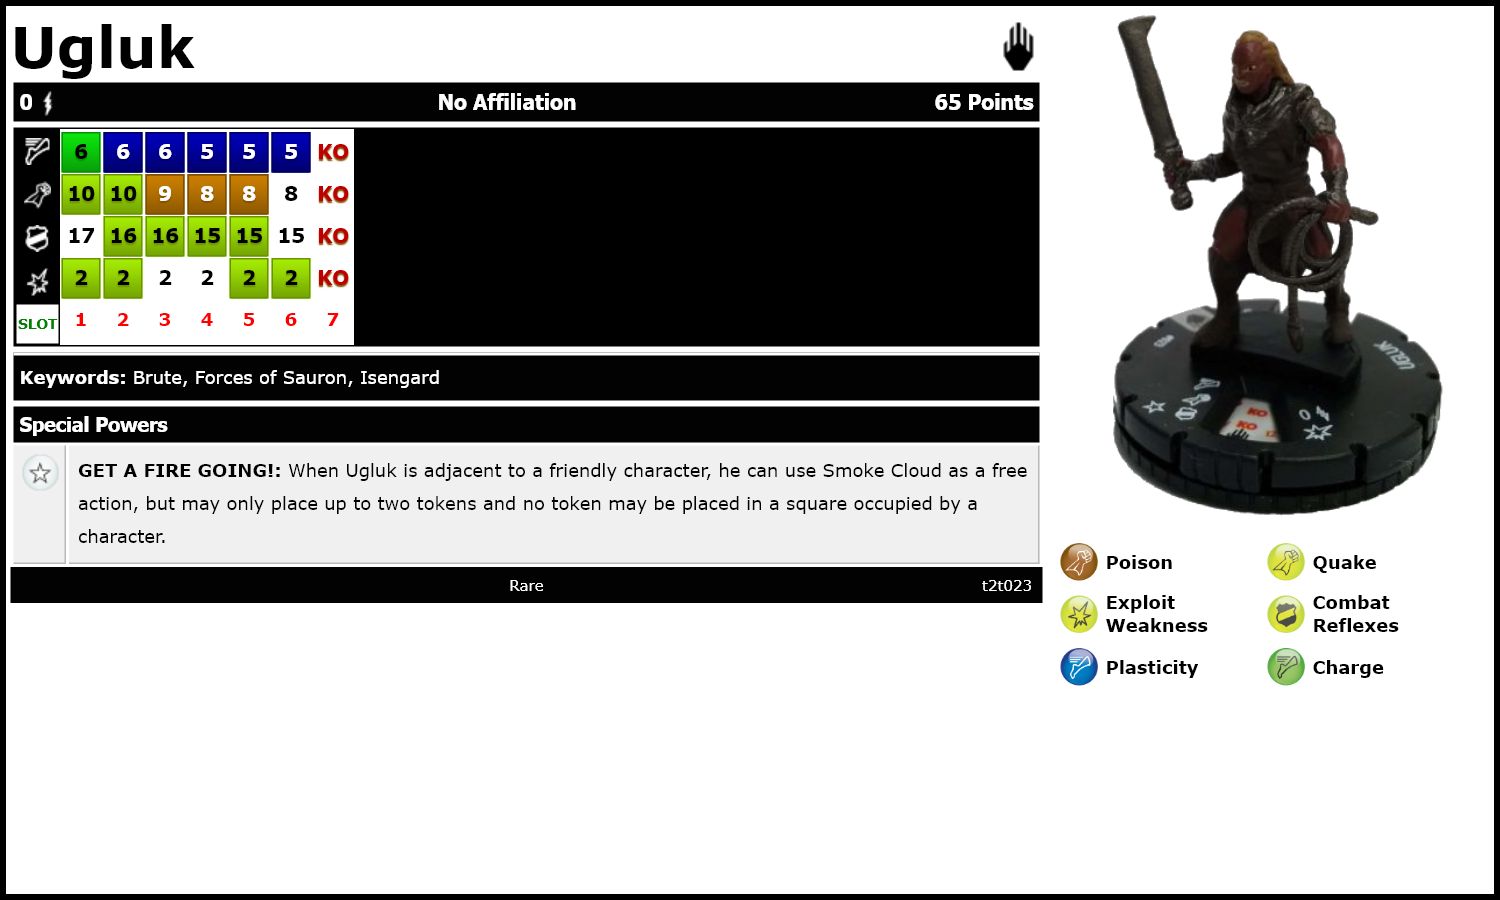 Ugluk
0 No Affiliation 65 Points
6 6 6 5 5 5 KO
10 10 9 8 8 8 KO
17 16 16 15 15 15 KO
2 2 2 2 2 2 KO
SLOT 1 2 3 4 5 6 7
Keywords: Brute, Forces of Sauron, Isengard
Special Powers
GET A FIRE GOING!: When Ugluk is adjacent to a friendly character, he can use Smoke Cloud as a free
action, but may only place up to two tokens and no token may be placed in a square occupied by a
character.
Rare t2t023
UGLUK
KO
KO
12
0
Poison Quake
Exploit Combat
Weakness Reflexes
Plasticity Charge